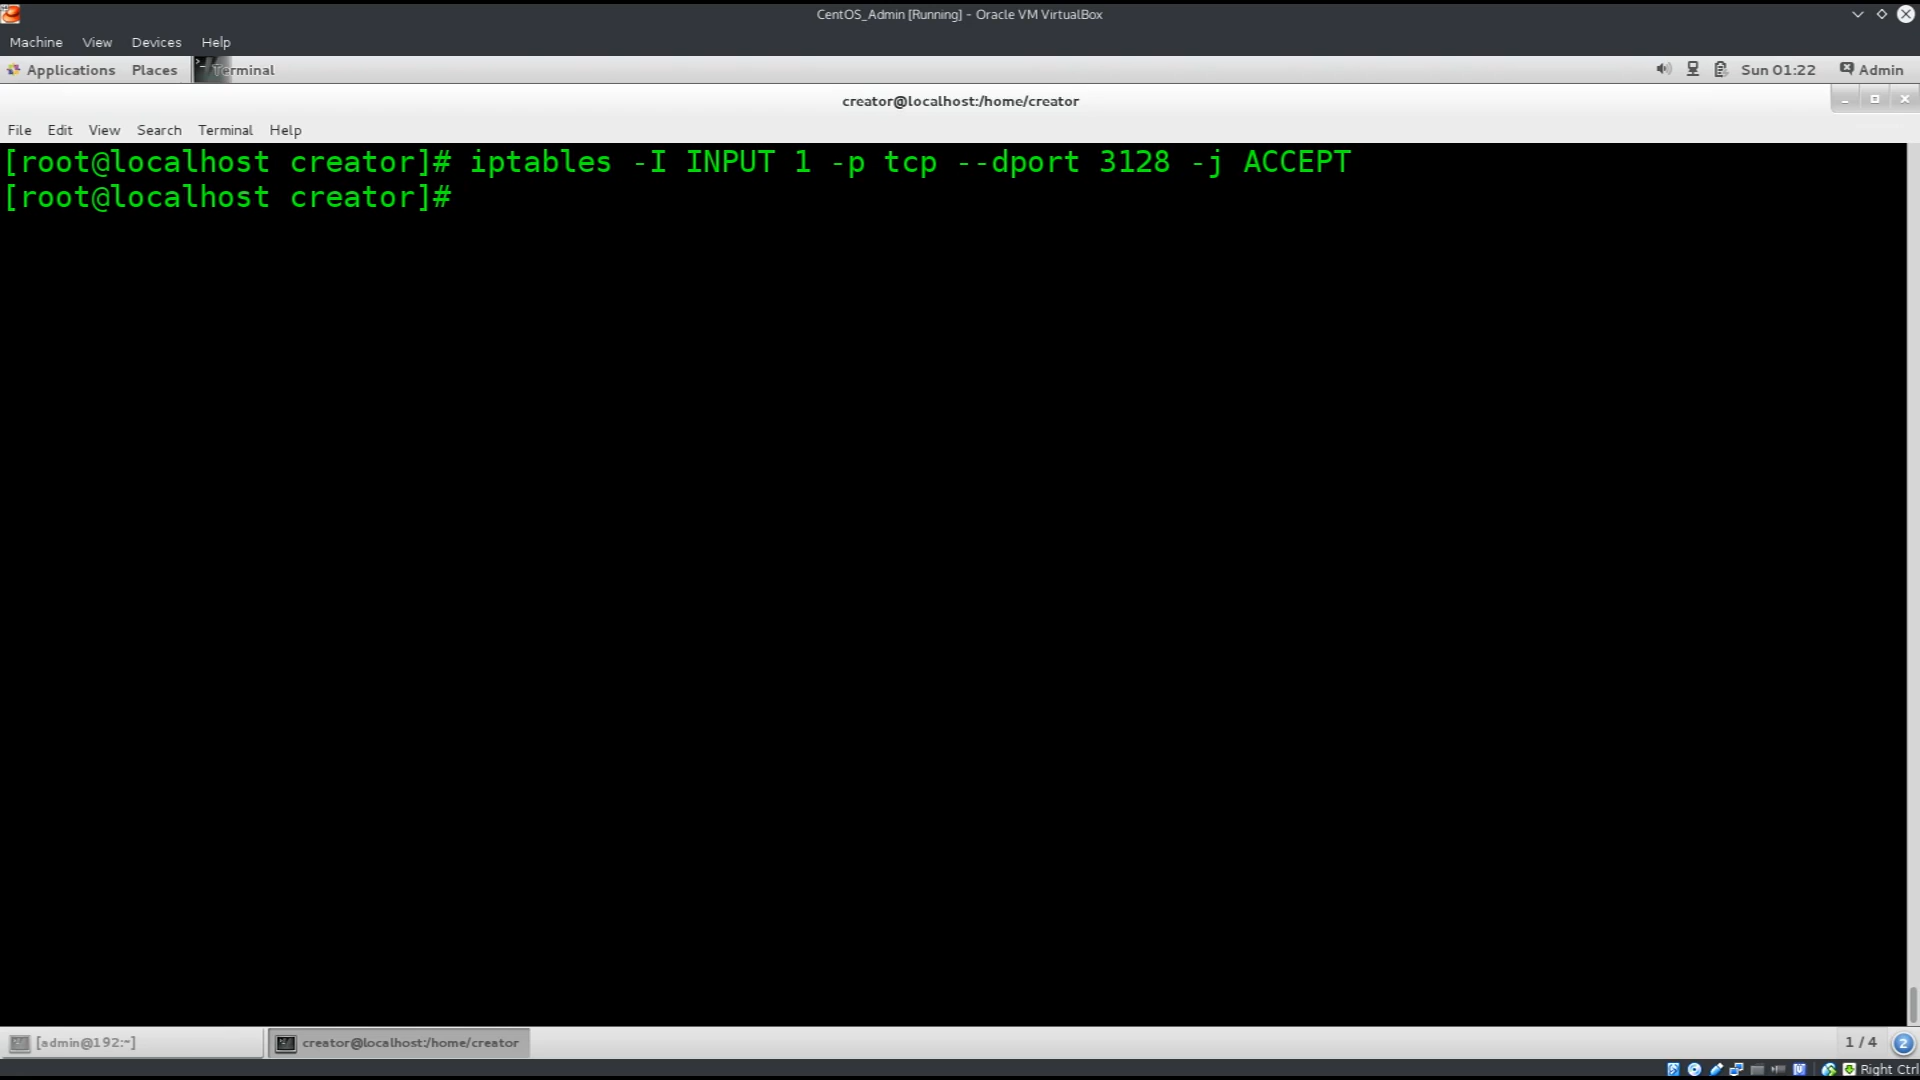 CentOS_Admin [Running] - Oracle VM VirtualBox
Machine View Devices Help
Applications Places Terminal Sun 01:22 Admin
creator@localhost:/home/creator
File Edit View Search Terminal Help
[root@localhost creator]# iptables -I INPUT 1 -p tcp --dport 3128 -j ACCEPT
[root@localhost creator]#
[admin@192:~] creator@localhost:/home/creator 1 / 4 2
Right Ctrl